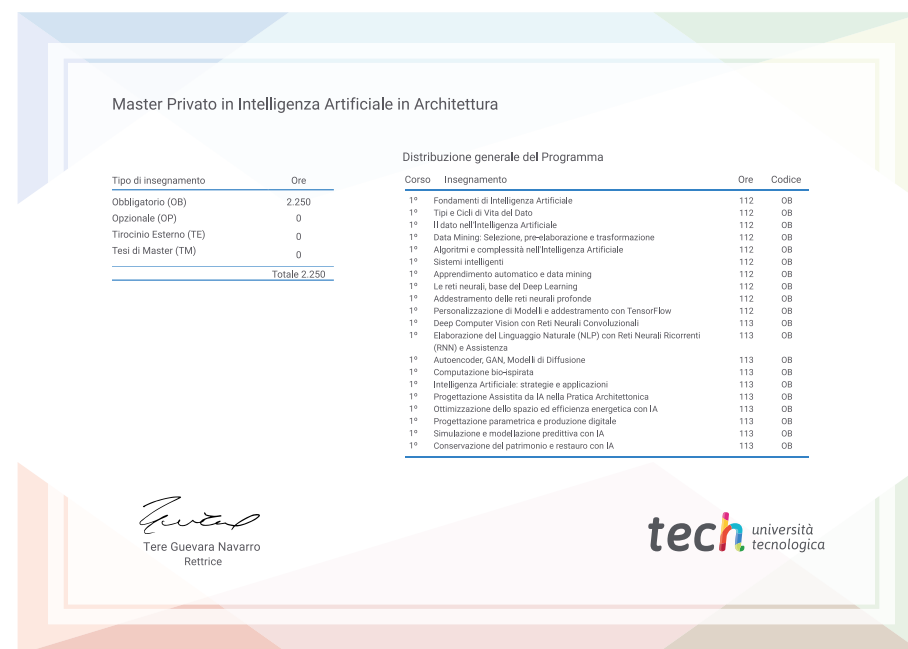 Master Privato in Intelligenza Artificiale in Architettura
Tipo di insegnamento Ore
Obbligatorio (OB) 2.250
Opzionale (OP) 0
Tirocinio Esterno (TE) 0
Tesi di Master (TM) 0
Totale 2.250
Distribuzione generale del Programma
Corso Insegnamento Ore Codice
1º Fondamenti di Intelligenza Artificiale 112 OB
1º Tipi e Cicli di Vita del Dato 112 OB
1º Il dato nell'Intelligenza Artificiale 112 OB
1º Data Mining: Selezione, pre-elaborazione e trasformazione 112 OB
1º Algoritmi e complessità nell'Intelligenza Artificiale 112 OB
1º Sistemi intelligenti 112 OB
1º Apprendimento automatico e data mining 112 OB
1º Le reti neurali, base del Deep Learning 112 OB
1º Addestramento delle reti neurali profonde 112 OB
1º Personalizzazione di Modelli e addestramento con TensorFlow 112 OB
1º Deep Computer Vision con Reti Neurali Convoluzionali 113 OB
1º Elaborazione del Linguaggio Naturale (NLP) con Reti Neurali Ricorrenti 113 OB
(RNN) e Assistenza
1º Autoencoder, GAN, Modelli di Diffusione 113 OB
1º Computazione bio-ispirata 113 OB
1º Intelligenza Artificiale: strategie e applicazioni 113 OB
1º Progettazione Assistita da IA nella Pratica Architettonica 113 OB
1º Ottimizzazione dello spazio ed efficienza energetica con IA 113 OB
1º Progettazione parametrica e produzione digitale 113 OB
1º Simulazione e modellazione predittiva con IA 113 OB
1º Conservazione del patrimonio e restauro con IA 113 OB
Tere Guevara Navarro
Rettrice
tech università
tecnologica